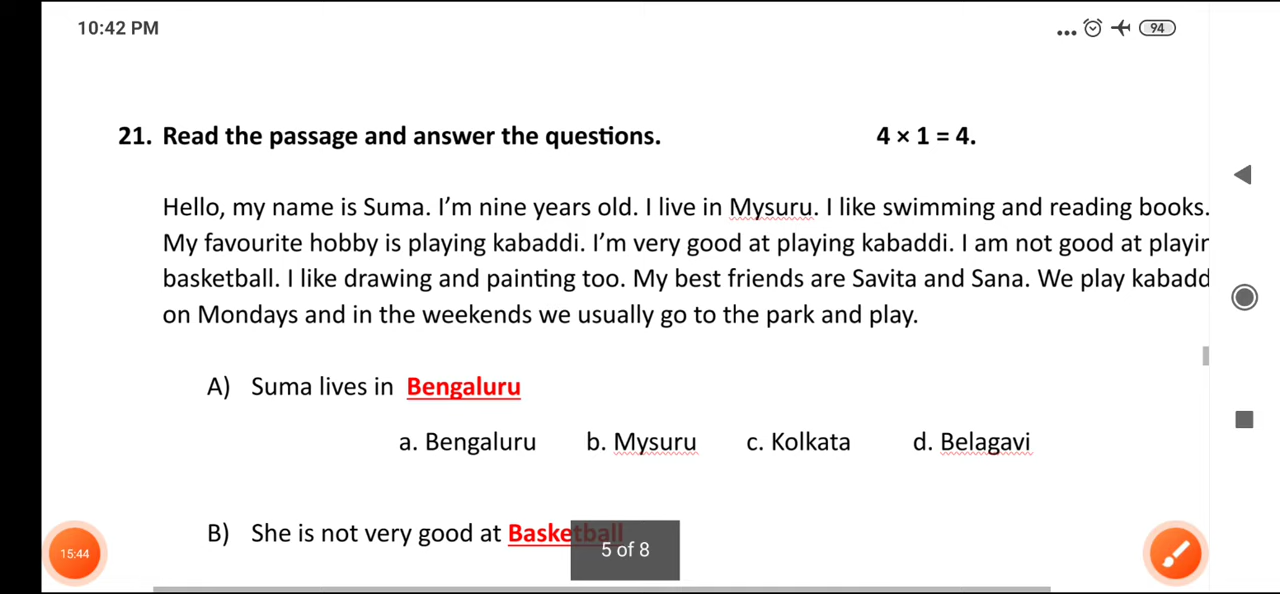 10:42 PM
94
21. Read the passage and answer the questions. 4 × 1 = 4.
Hello, my name is Suma. I'm nine years old. I live in Mysuru. I like swimming and reading books.
My favourite hobby is playing kabaddi. I'm very good at playing kabaddi. I am not good at playin
basketball. I like drawing and painting too. My best friends are Savita and Sana. We play kabadd
on Mondays and in the weekends we usually go to the park and play.
A) Suma lives in Bengaluru
a. Bengaluru b. Mysuru c. Kolkata d. Belagavi
B) She is not very good at Basketball
5 of 8
15:44